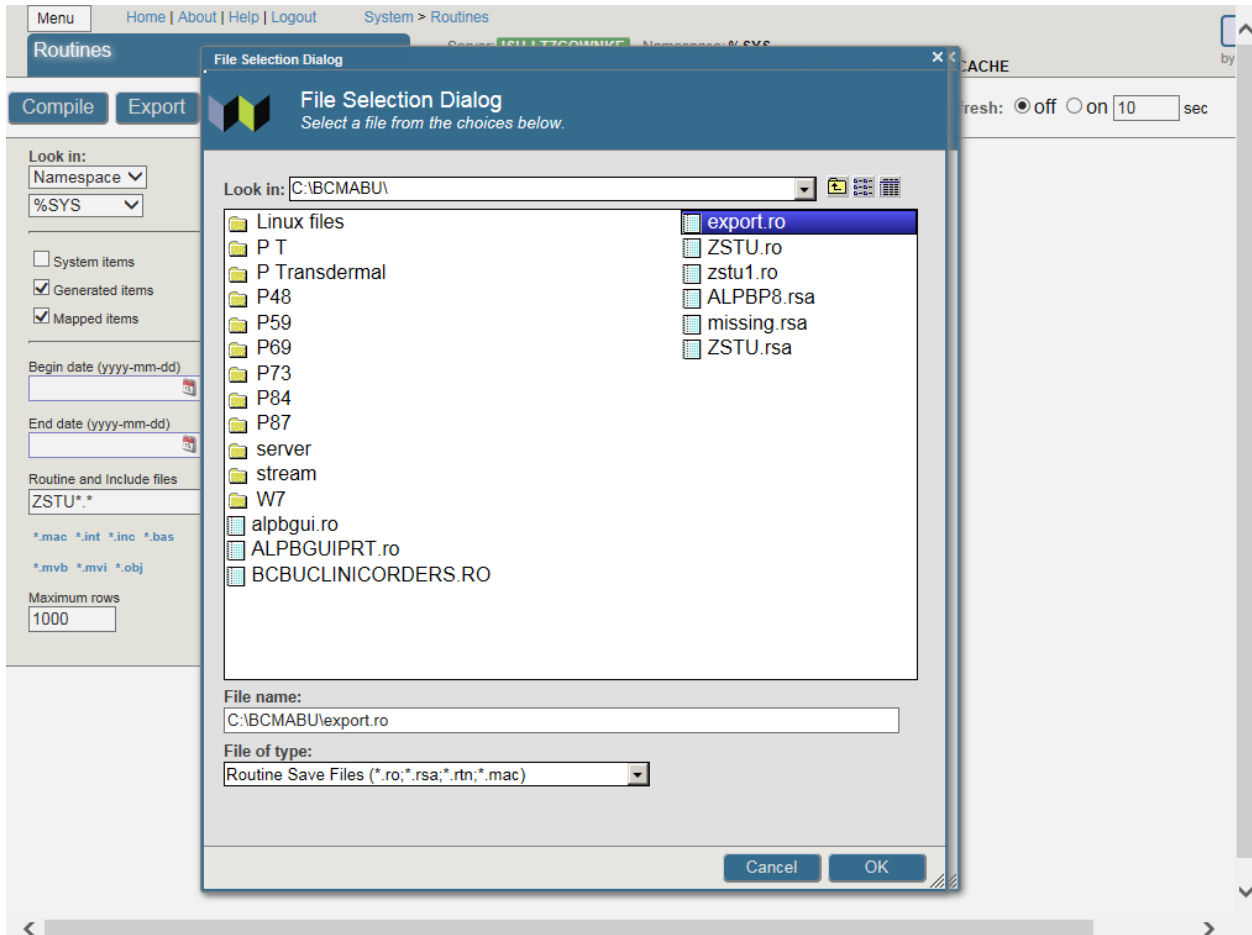 Menu Home | About | Help | Logout System > Routines
Routines
by
CACHE
Compile Export
off on 10 sec
Look in:
Namespace
%SYS
System items
Generated items
Mapped items
Begin date (yyyy-mm-dd)
End date (yyyy-mm-dd)
Routine and Include files
ZSTU*.*
*.mac *.int *.inc *.bas
*.mvb *.mvi *.obj
Maximum rows
1000
File Selection Dialog
File Selection Dialog
Select a file from the choices below.
Look in: C:\BCMABU\
Linux files
P T
P Transdermal
P48
P59
P69
P73
P84
P87
server
stream
W7
alpbgui.ro
ALPBGUIPRT.ro
BCBUCLINICORDERS.RO
export.ro
ZSTU.ro
zstu1.ro
ALPBP8.rsa
missing.rsa
ZSTU.rsa
File name:
C:\BCMABU\export.ro
File of type:
Routine Save Files (*.ro;*.rsa;*.rtn;*.mac)
Cancel OK